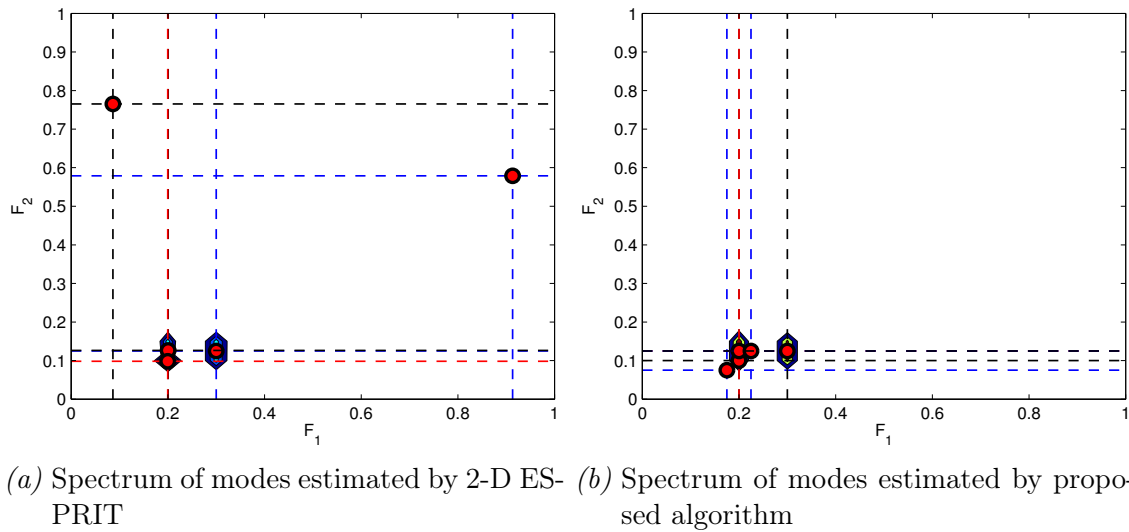 1
0.9
0.8
0.7
0.6
0.5
0.4
0.3
0.2
0.1
0
F2
0 0.2 0.4 0.6 0.8 1
F1
1
0.9
0.8
0.7
0.6
0.5
0.4
0.3
0.2
0.1
0
F2
0 0.2 0.4 0.6 0.8 1
F1
(a) Spectrum of modes estimated by 2-D ES-
PRIT
(b) Spectrum of modes estimated by propo-
sed algorithm